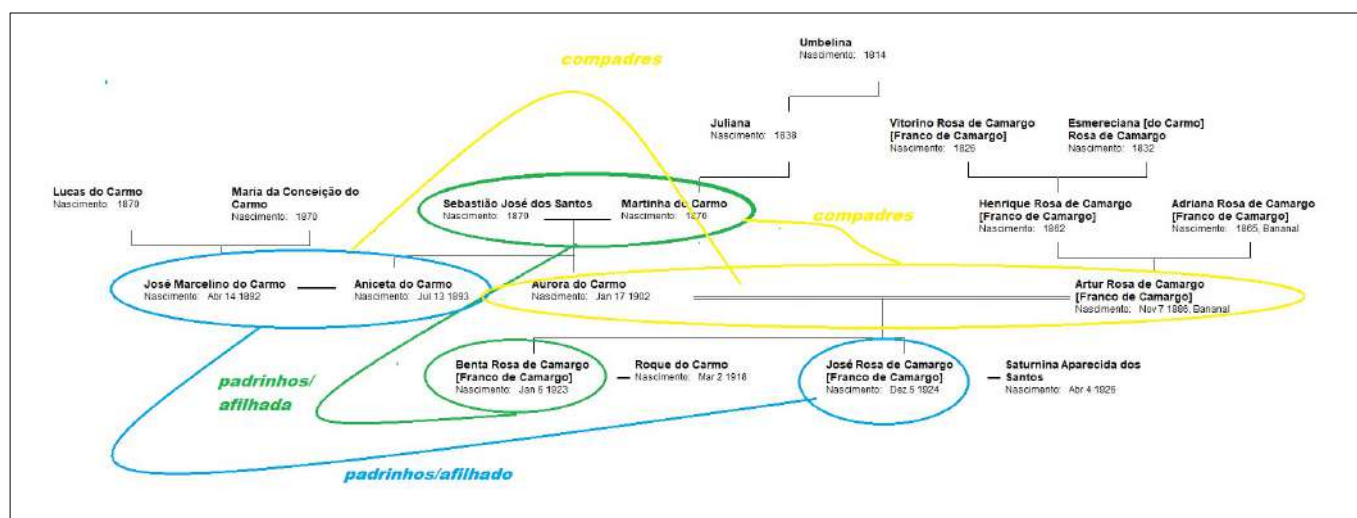 Umbelina
Nascimento: 1814
compadres
Juliana
Nascimento: 1838
Vitorino Rosa de Camargo
[Franco de Camargo]
Nascimento: 1826
Esmereciana [do Carmo]
Rosa de Camargo
Nascimento: 1832
Lucas do Carmo
Nascimento: 1870
Maria da Conceição do
Carmo
Nascimento: 1870
Sebastião José dos Santos
Nascimento: 1870
Martinha do Carmo
Nascimento: 1876
compadres
Henrique Rosa de Camargo
[Franco de Camargo]
Nascimento: 1862
Adriana Rosa de Camargo
[Franco de Camargo]
Nascimento: 1865, Bananal
José Marcelino do Carmo
Nascimento: Abr 14 1892
Aniceta do Carmo
Nascimento: Jul 13 1893
Aurora do Carmo
Nascimento: Jan 17 1902
Artur Rosa de Camargo
[Franco de Camargo]
Nascimento: Nov 7 1886, Bananal
padrinhos/
afilhada
Benta Rosa de Camargo
[Franco de Camargo]
Nascimento: Jan 6 1923
Roque do Carmo
Nascimento: Mar 2 1918
José Rosa de Camargo
[Franco de Camargo]
Nascimento: Dez 5 1924
Saturnina Aparecida dos
Santos
Nascimento: Abr 4 1926
padrinhos/afilhado